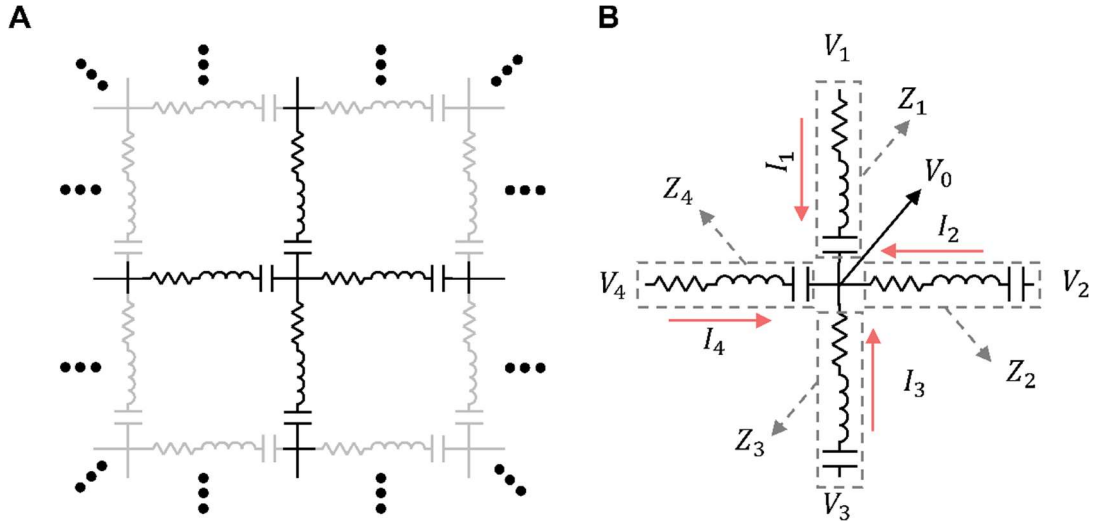 A
B
V₁
Z₁
I₁
V₀
Z₄
I₂
V₄
V₂
I₄
I₃
Z₂
Z₃
V₃